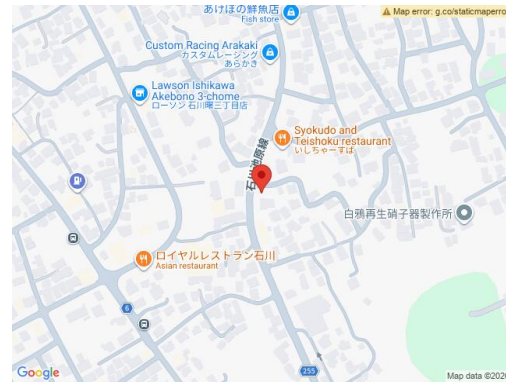 あけぼの鮮魚店
Fish store
Map error: g.co/staticmaperro
Custom Racing Arakaki
カスタムレーシング
あらかき
Lawson Ishikawa
Akebono 3-chome
ローソン 石川曙三丁目店
石川池原線
Syokudo and
Teishoku restaurant
いしちゃーすば
白鴉再生硝子器製作所
ロイヤルレストラン石川
Asian restaurant
6
255
Google
Map data ©2026